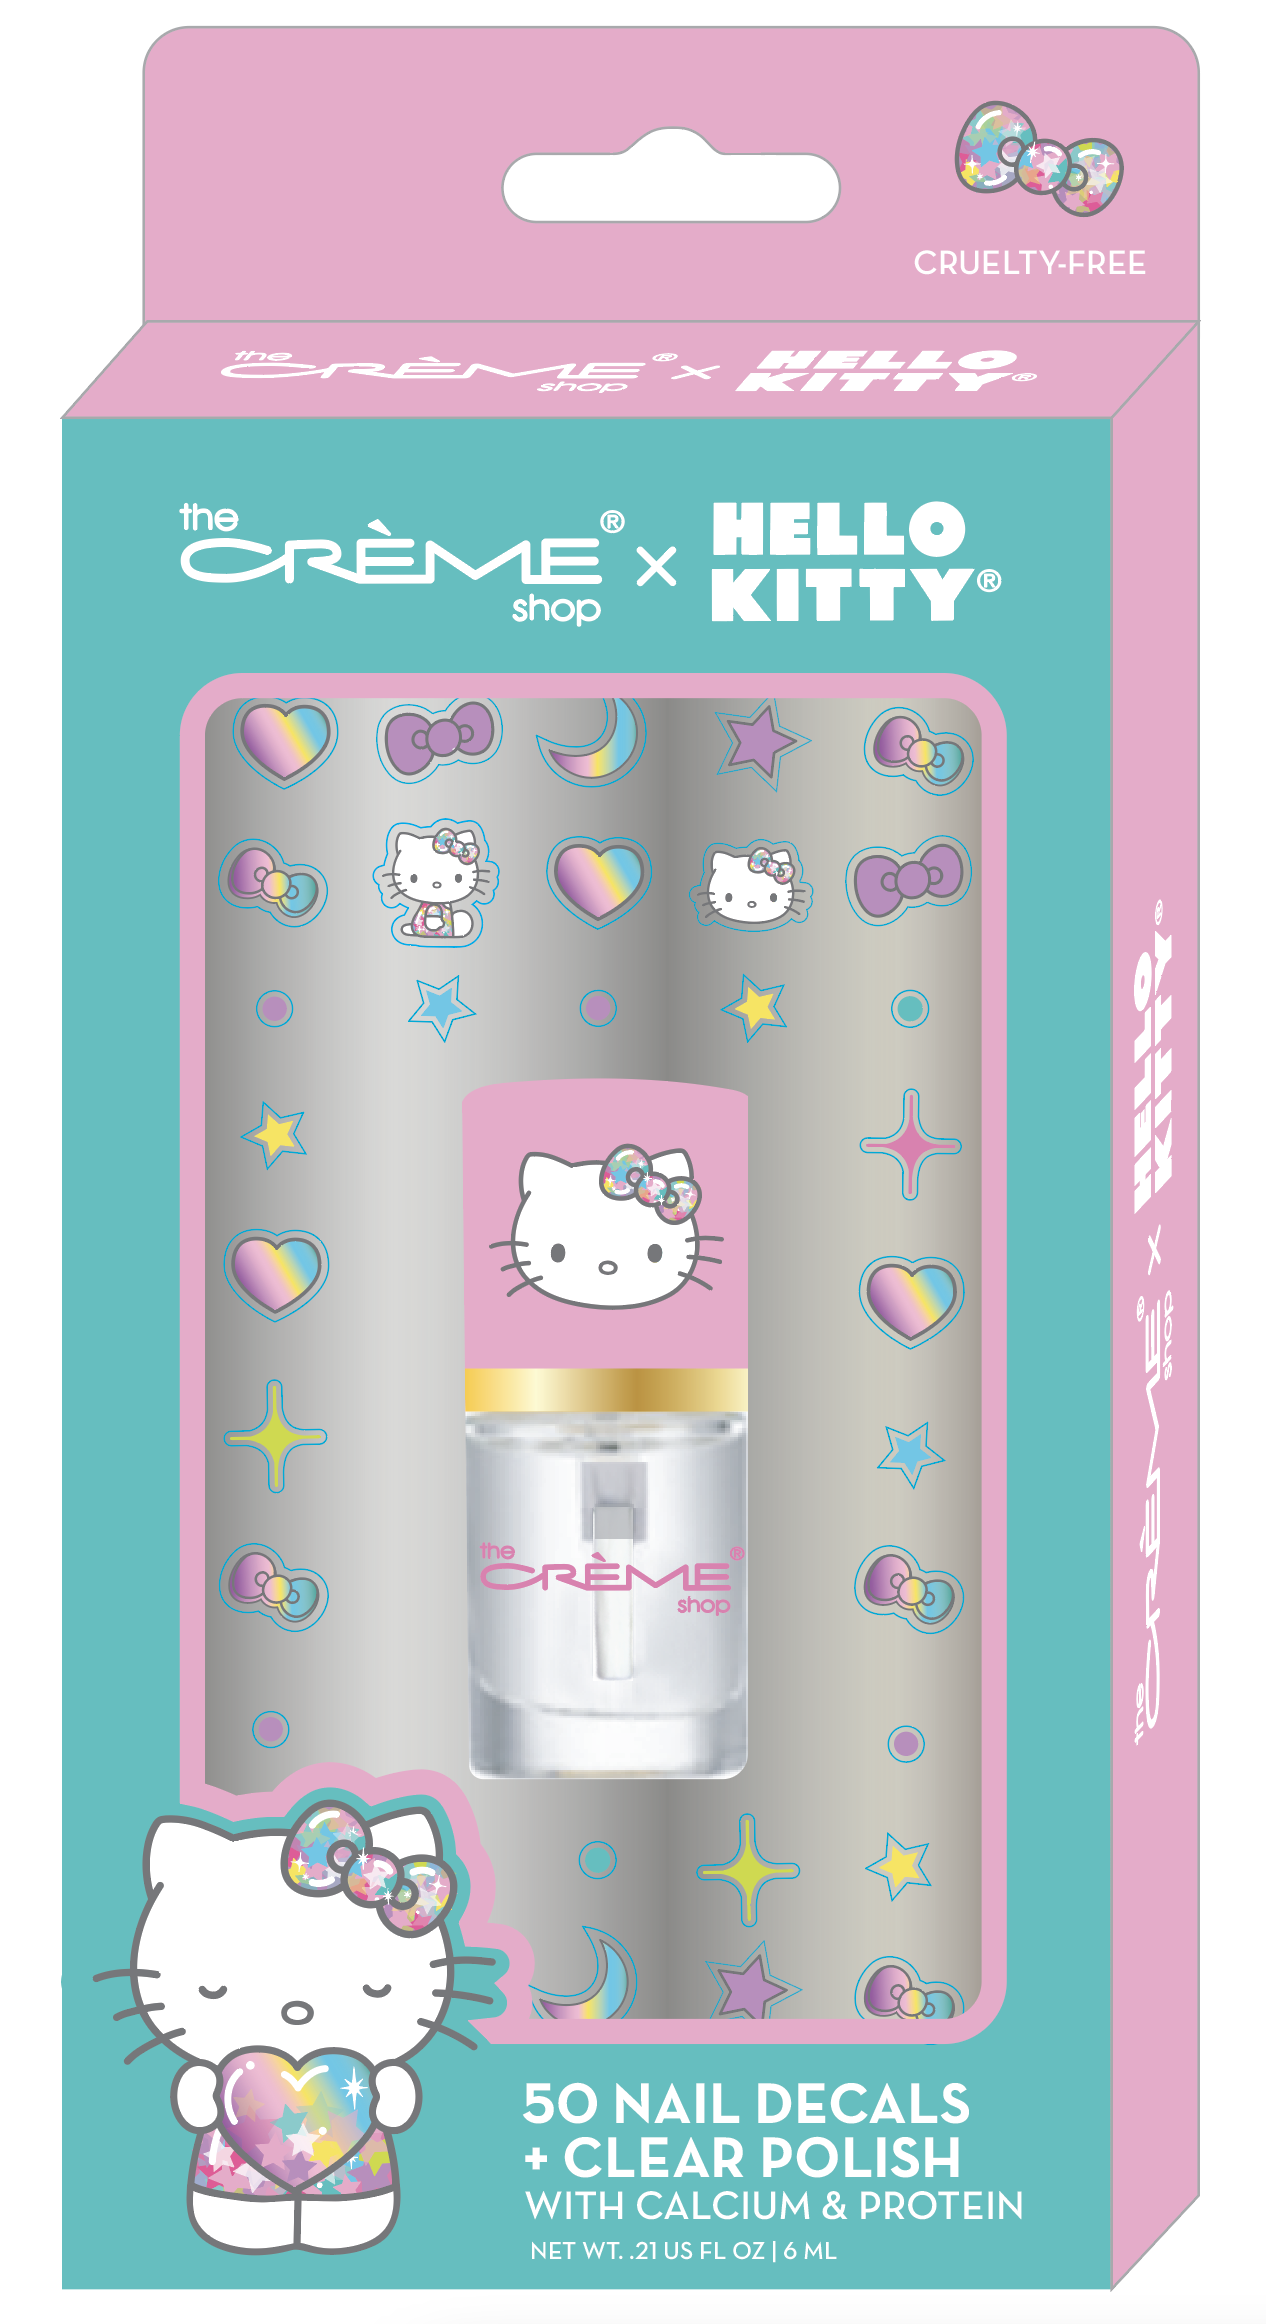 CRUELTY-FREE
the CRÈME shop® × HELLO KITTY®
the
CRÈME®
shop
×
HELLO
KITTY®
the CRÈME shop® × HELLO KITTY®
the
CRÈME®
shop
50 NAIL DECALS
+ CLEAR POLISH
WITH CALCIUM & PROTEIN
NET WT. .21 US FL OZ | 6 ML